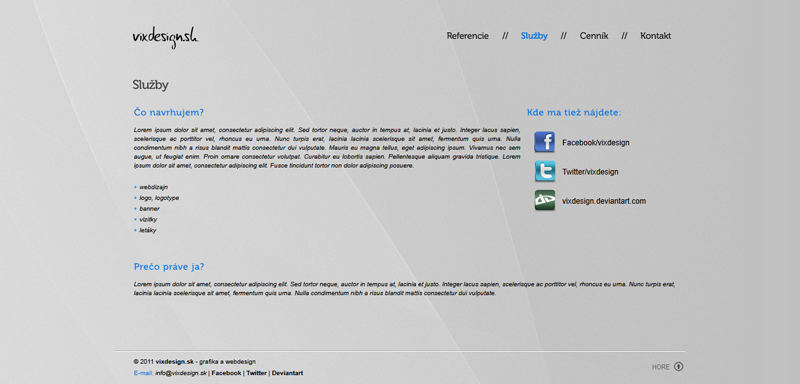 vixdesignsk
Referencie // Služby // Cenník // Kontakt
Služby
Čo navrhujem?
Lorem ipsum dolor sit amet, consectetur adipiscing elit. Sed tortor neque, auctor in tempus at, lacinia et justo. Integer lacus sapien,
scelerisque ac porttitor vel, rhoncus eu urna. Nunc turpis erat, lacinia lacinia scelerisque sit amet, fermentum quis urna. Nulla
condimentum nibh a risus blandit mattis consectetur dui vulputate. Mauris eu magna tellus, eget adipiscing ipsum. Vivamus nec sem
augue, ut feugiat enim. Proin ornare consectetur volutpat. Curabitur eu lobortis sapien. Pellentesque aliquam gravida tristique. Lorem
ipsum dolor sit amet, consectetur adipiscing elit. Fusce tincidunt tortor non dolor adipiscing posuere.
• webdizajn
• logo, logotype
• banner
• vizitky
• letáky
Kde ma tiež nájdete:
Facebook/vixdesign
Twitter/vixdesign
vixdesign.deviantart.com
Prečo práve ja?
Lorem ipsum dolor sit amet, consectetur adipiscing elit. Sed tortor neque, auctor in tempus at, lacinia et justo. Integer lacus sapien, scelerisque ac porttitor vel, rhoncus eu urna. Nunc turpis erat,
lacinia lacinia scelerisque sit amet, fermentum quis urna. Nulla condimentum nibh a risus blandit mattis consectetur dui vulputate.
© 2011 vixdesign.sk - grafika a webdesign
E-mail: info@vixdesign.sk | Facebook | Twitter | Deviantart
HORE